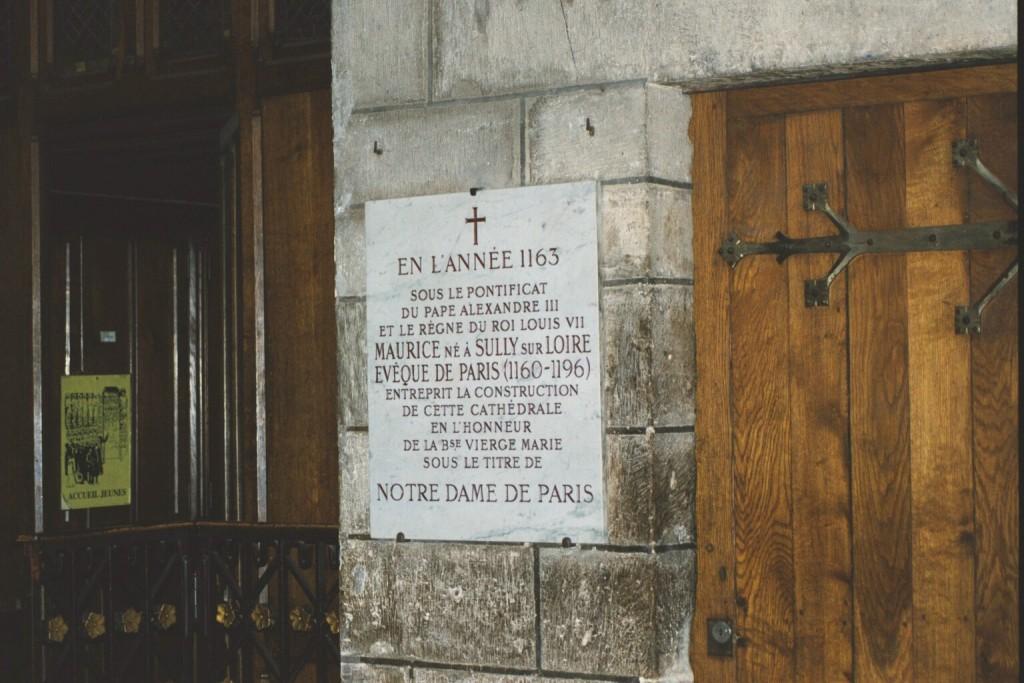 EN L'ANNÉE 1163
SOUS LE PONTIFICAT
DU PAPE ALEXANDRE III
ET LE RÈGNE DU ROI LOUIS VII
MAURICE NÉ À SULLY SUR LOIRE
EVÊQUE DE PARIS (1160-1196)
ENTREPRIT LA CONSTRUCTION
DE CETTE CATHÉDRALE
EN L'HONNEUR
DE LA BSE VIERGE MARIE
SOUS LE TITRE DE
NOTRE DAME DE PARIS
ACCUEIL JEUNES